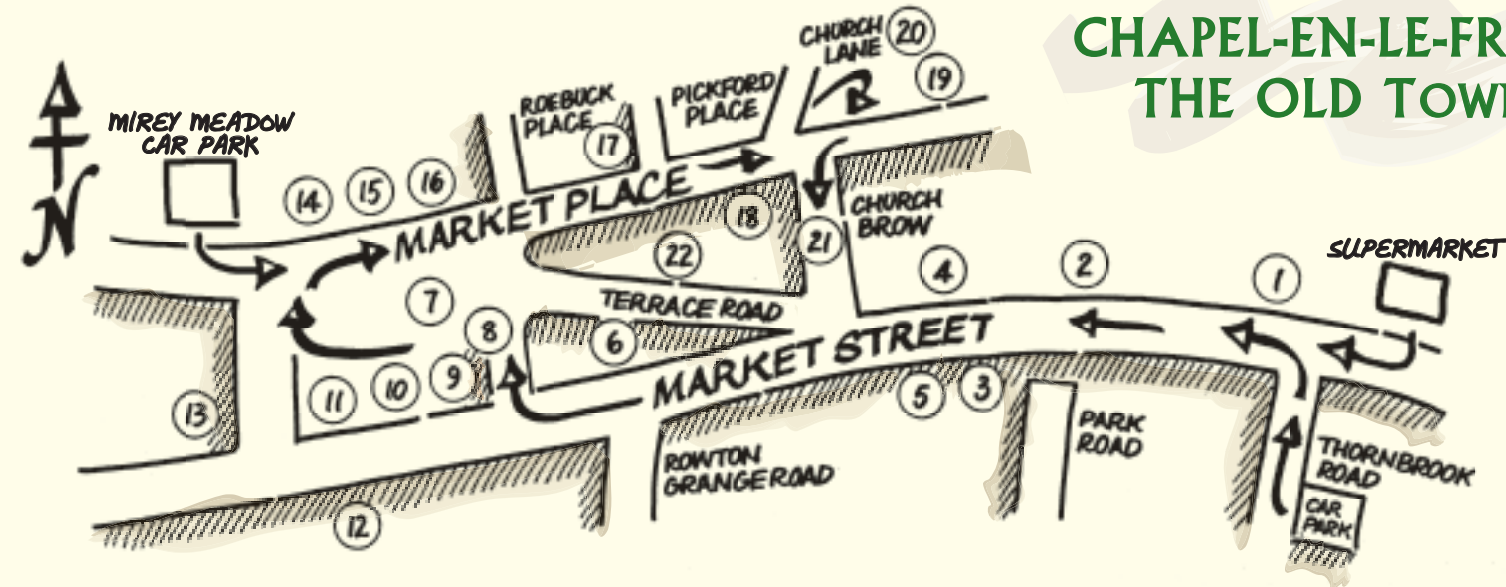 CHAPEL-EN-LE-FR
THE OLD TOW
CHURCH
LANE
20
19
ROEBUCK
PLACE
17
PICKFORD
PLACE
MIREY MEADOW
CAR PARK
N
14
15
16
MARKET PLACE
18
21
CHURCH
BROW
22
TERRACE ROAD
4
2
1
SUPERMARKET
7
8
6
MARKET STREET
9
10
11
13
5
3
PARK
ROAD
THORNBROOK
ROAD
CAR
PARK
ROWTON
GRANGE ROAD
12